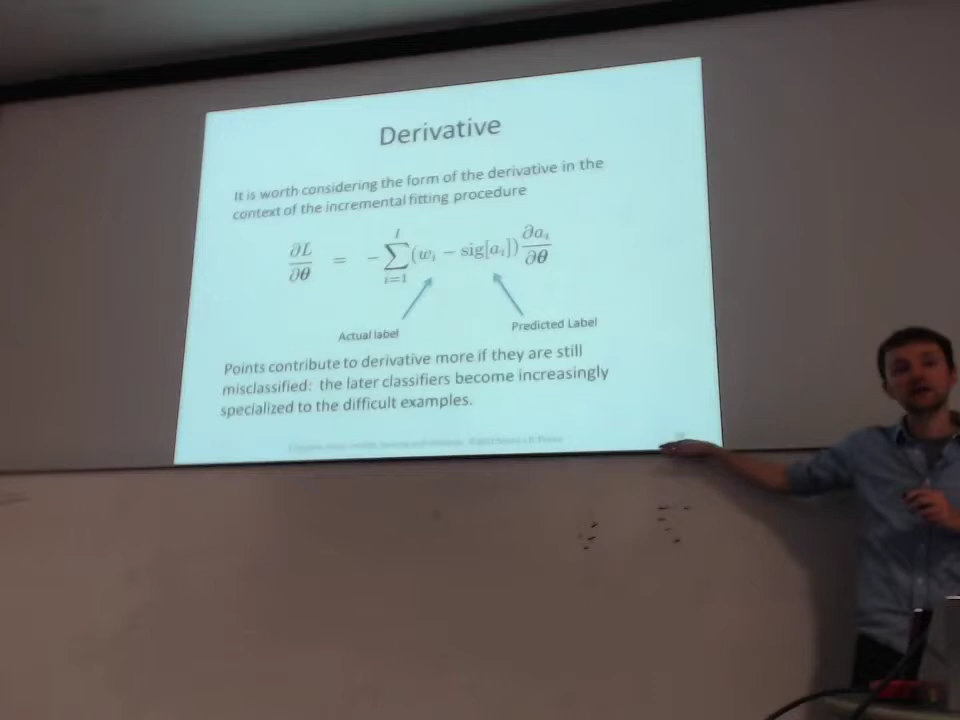 Derivative
It is worth considering the form of the derivative in the
context of the incremental fitting procedure
∂L/∂θ = -∑_{i=1}^{I} (w_i - sig[a_i]) ∂a_i/∂θ
Actual label
Predicted Label
Points contribute to derivative more if they are still
misclassified: the later classifiers become increasingly
specialized to the difficult examples.